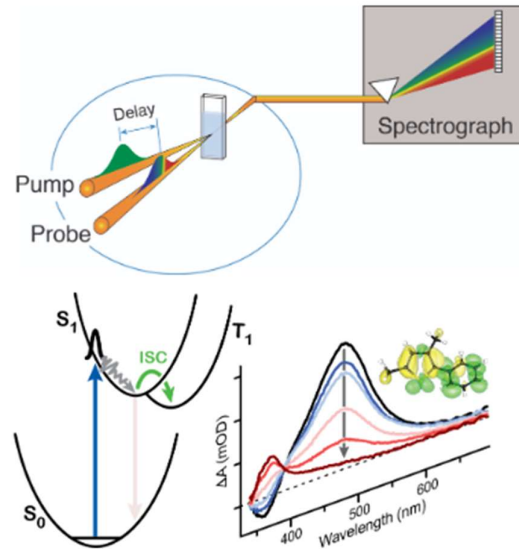 Delay
Pump
Probe
Spectrograph
S1
T1
ISC
S0
ΔA (mOD)
400
500
600
Wavelength (nm)